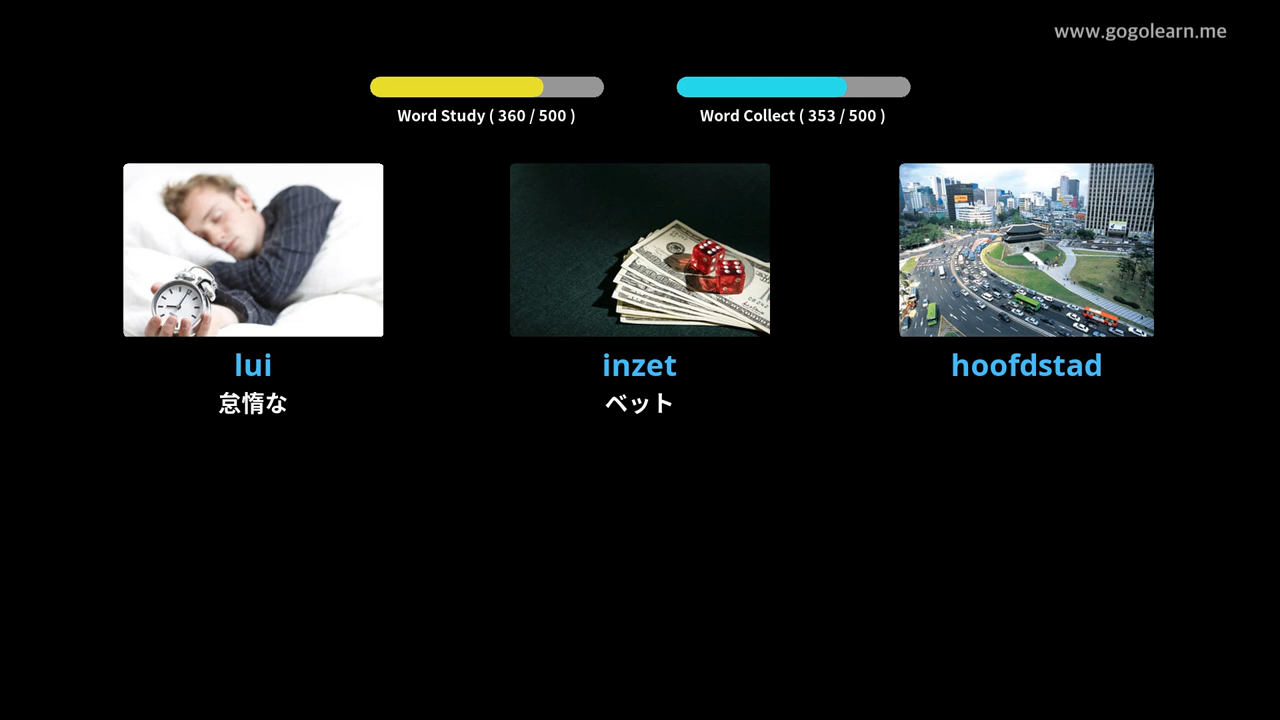 www.gogolearn.me
Word Study ( 360 / 500 )
Word Collect ( 353 / 500 )
lui
怠惰な
inzet
ベット
hoofdstad